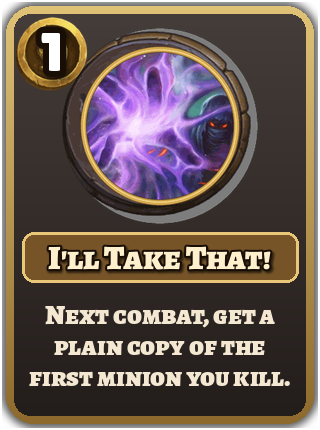 1
I'll Take That!
Next combat, get a
plain copy of the
first minion you kill.